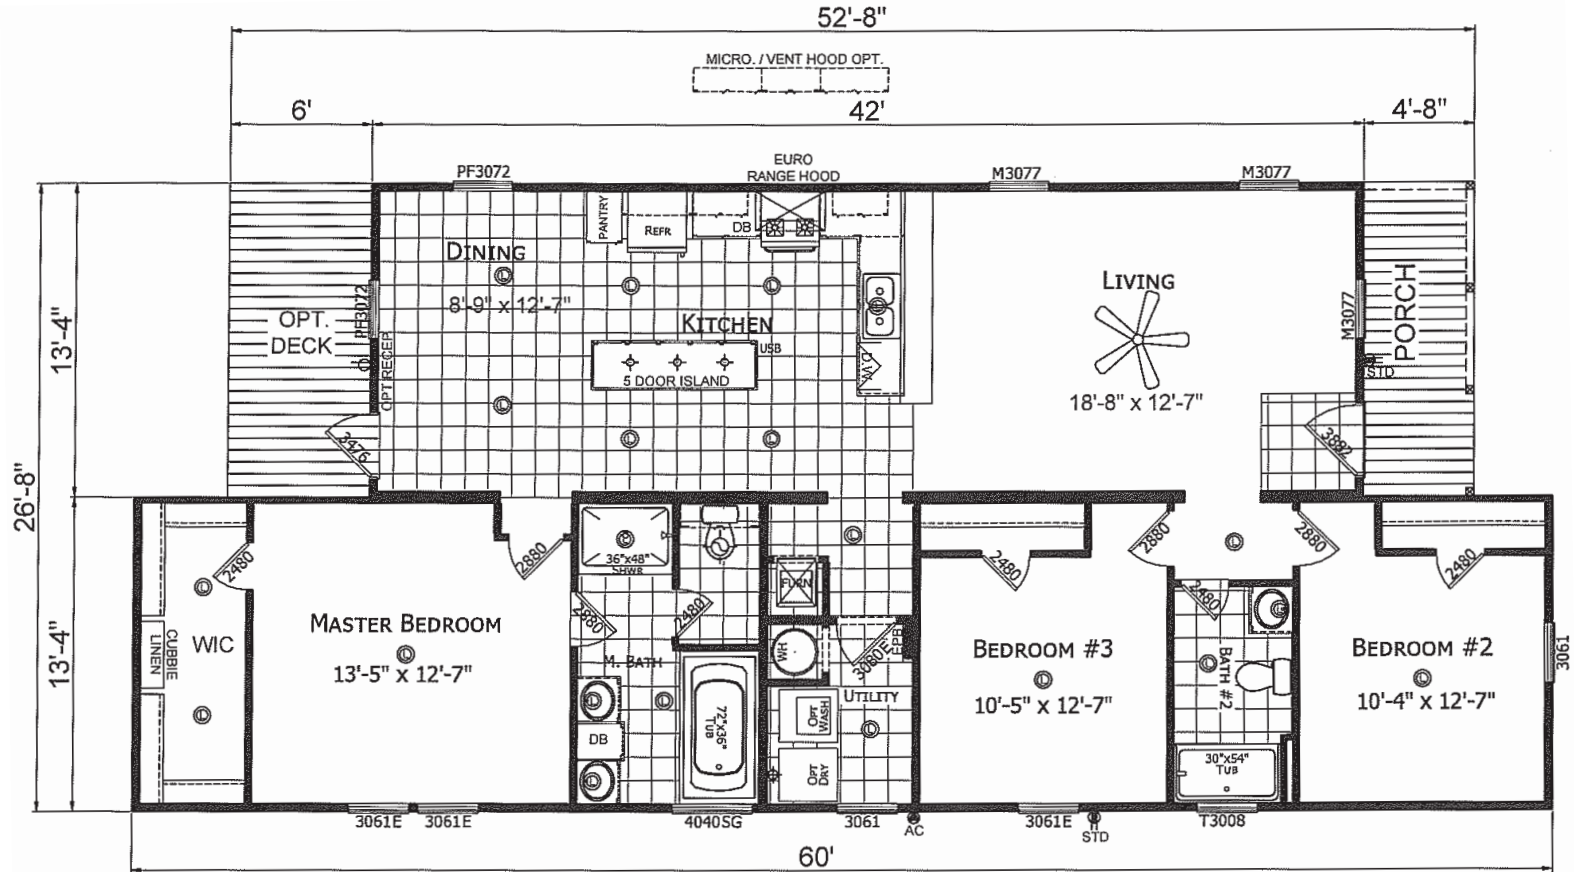 52'-8"
MICRO. / VENT HOOD OPT.
6'
42'
4'-8"
PF3072
EURO
RANGE HOOD
M3077
M3077
PANTRY
REFR
DB
DINING
8'-9" x 12'-7"
KITCHEN
USB
5 DOOR ISLAND
D.W.
LIVING
18'-8" x 12'-7"
M3077
PORCH
STD
3882
OPT.
DECK
PF3072
OPT RECEP
3476
13'-4"
26'-8"
13'-4"
2480
CUBBIE
LINEN
WIC
MASTER BEDROOM
13'-5" x 12'-7"
2880
36"x48"
SHWR
2880
2480
M. BATH
DB
72"x36"
TUB
FURN
WH
3080E
EPB
UTILITY
OPT
WASH
OPT
DRY
2480
BEDROOM #3
10'-5" x 12'-7"
2880
2880
2480
BATH #2
30"x54"
TUB
2480
BEDROOM #2
10'-4" x 12'-7"
3061
3061E
3061E
4040SG
3061
AC
3061E
STD
T3008
60'